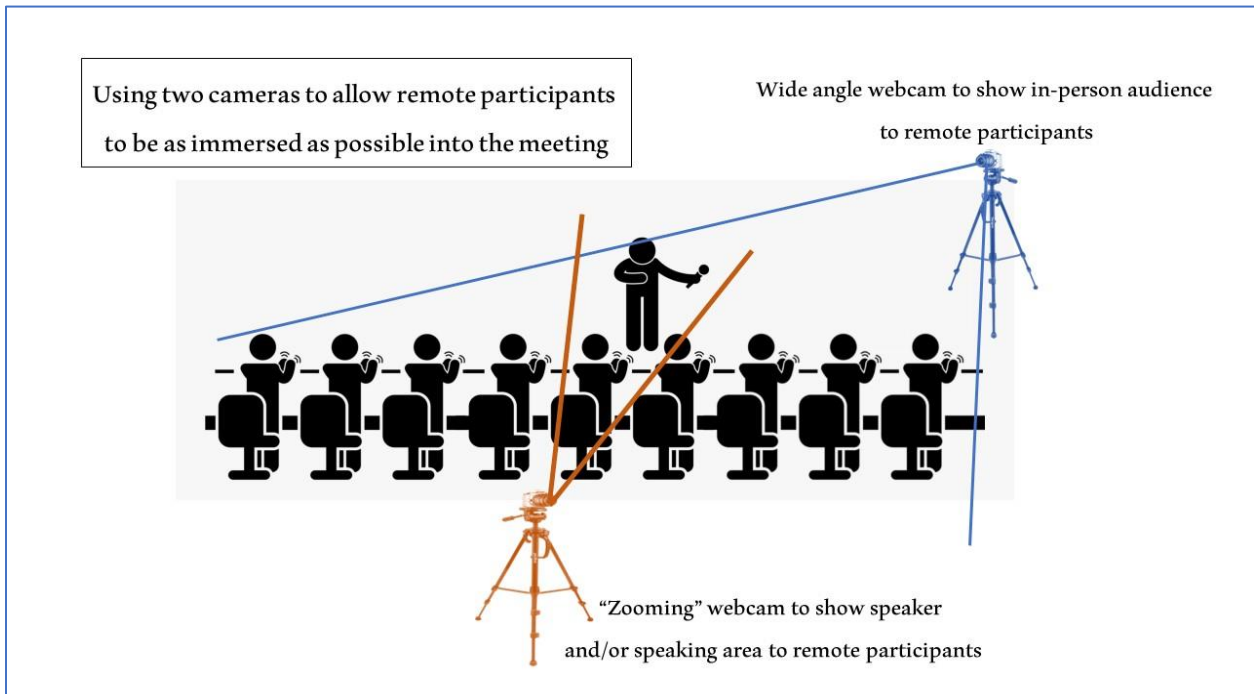 Using two cameras to allow remote participants
to be as immersed as possible into the meeting
Wide angle webcam to show in-person audience
to remote participants
“Zooming” webcam to show speaker
and/or speaking area to remote participants